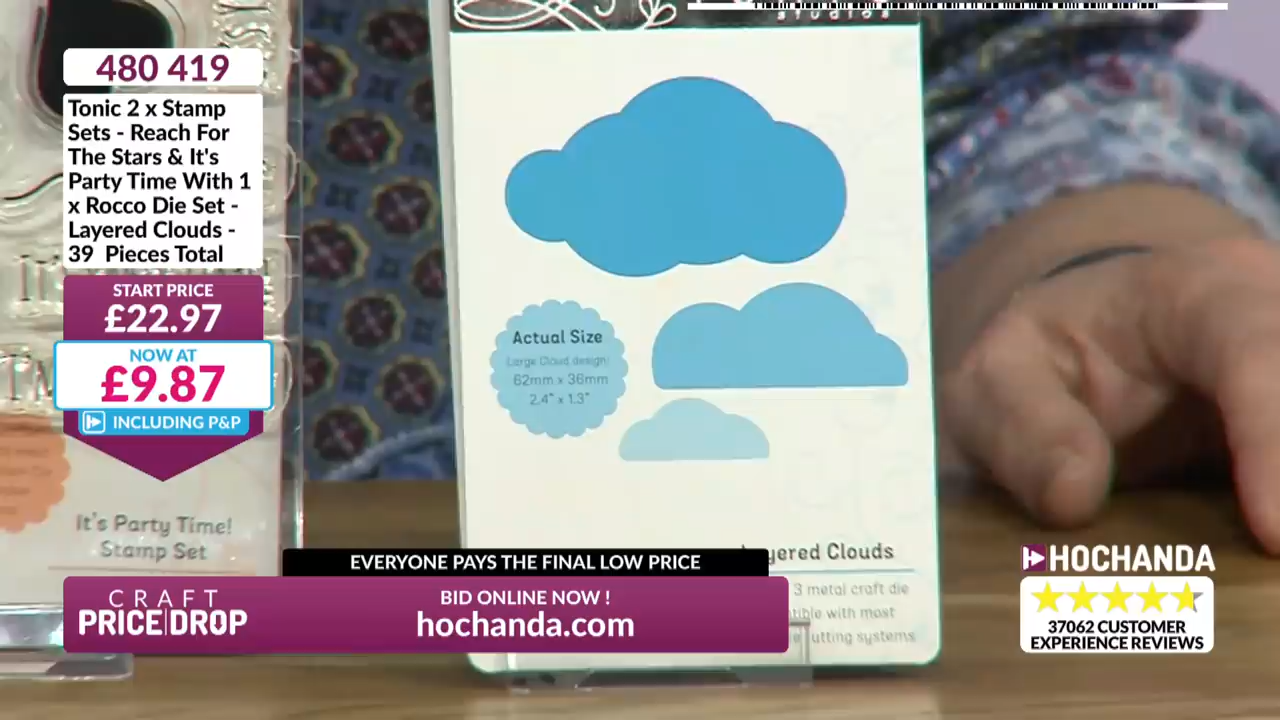 STUDIOS
480 419
Tonic 2 x Stamp
Sets - Reach For
The Stars & It's
Party Time With 1
x Rocco Die Set -
Layered Clouds -
39 Pieces Total
START PRICE
£22.97
NOW AT
£9.87
INCLUDING P&P
Actual Size
(Large Cloud design)
62mm x 36mm
2.4" x 1.3"
It's Party Time!
Stamp Set
Clouds
3 metal craft die
with most
systems
EVERYONE PAYS THE FINAL LOW PRICE
CRAFT
PRICE DROP
BID ONLINE NOW !
hochanda.com
HOCHANDA
37062 CUSTOMER
EXPERIENCE REVIEWS